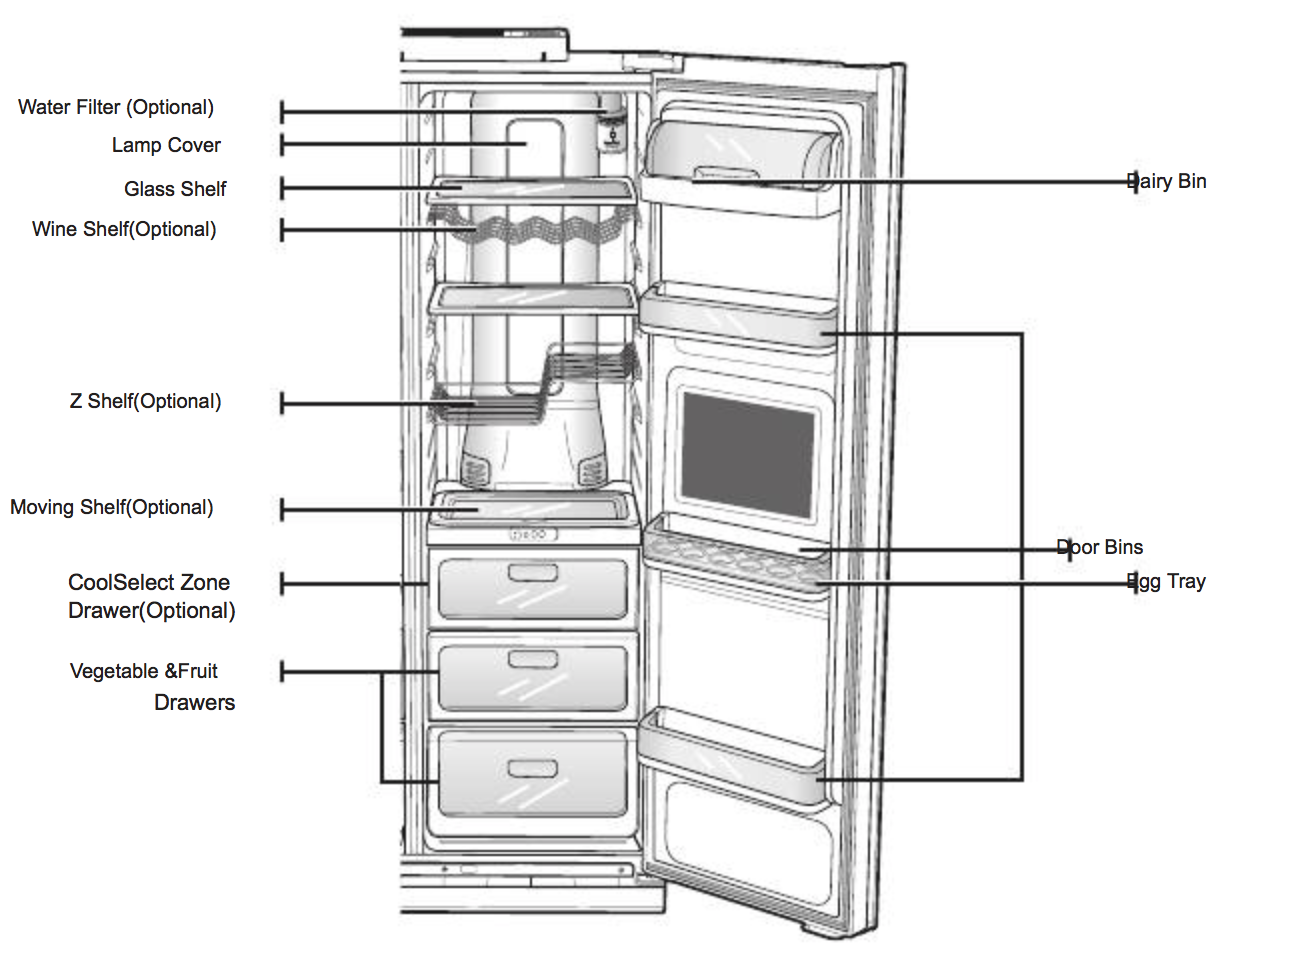 Water Filter (Optional)
Lamp Cover
Glass Shelf
Wine Shelf(Optional)
Z Shelf(Optional)
Moving Shelf(Optional)
CoolSelect Zone
Drawer(Optional)
Vegetable &Fruit
Drawers
Dairy Bin
Door Bins
Egg Tray